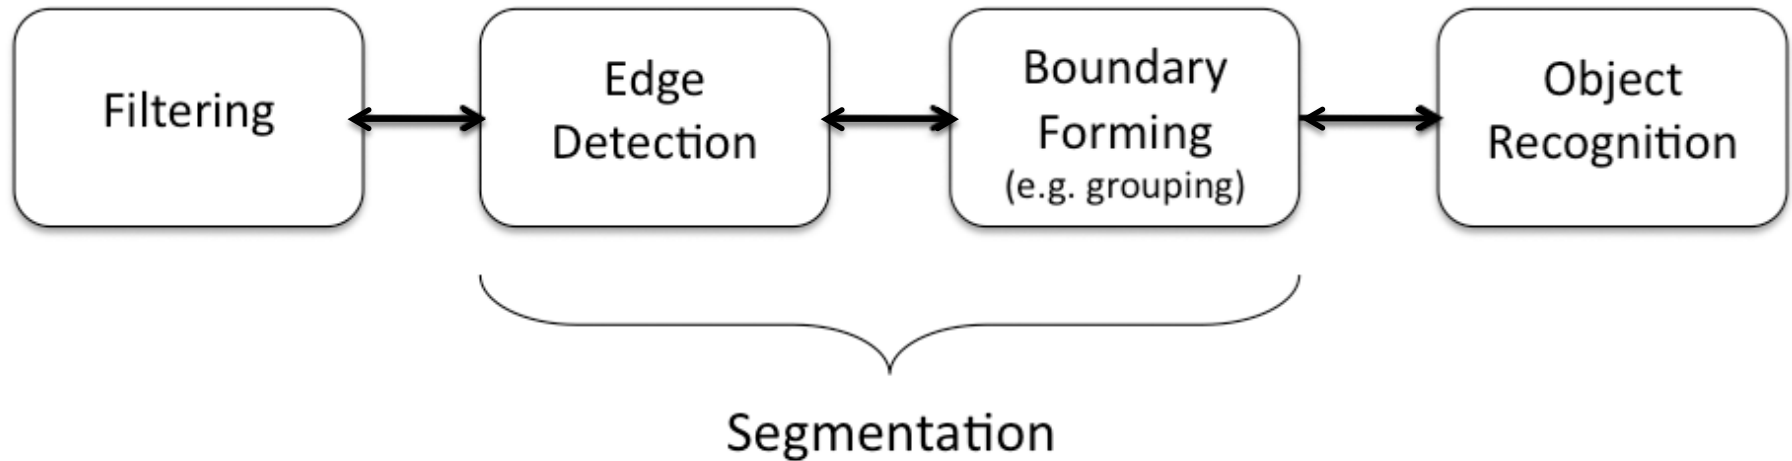 Filtering
Edge
Detection
Boundary
Forming
(e.g. grouping)
Object
Recognition
Segmentation